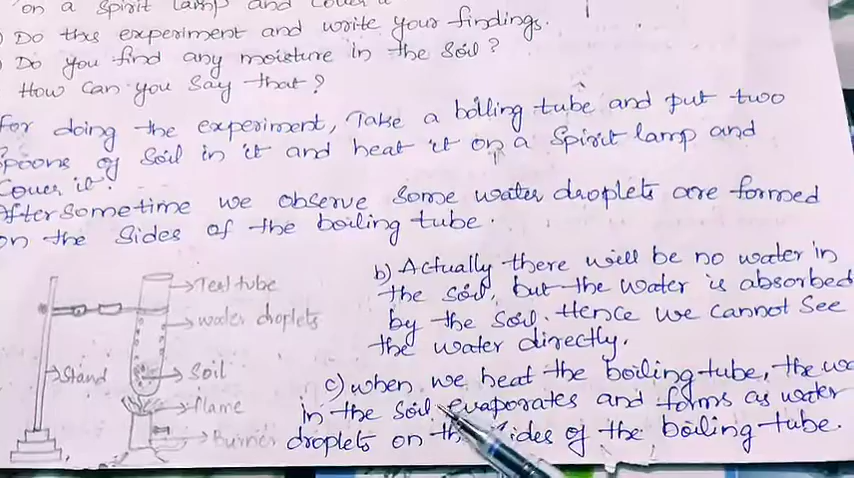 on a Spirit lamp and cover it
Do this experiment and write your findings.
Do you find any moisture in the soil?
How can you say that?
For doing the experiment, Take a boiling tube and put two
spoons of soil in it and heat it on a spirit lamp and
Cover it.
After sometime we observe some water droplets are formed
on the sides of the boiling tube.
b) Actually there will be no water in
the soil, but the water is absorbed
by the soil. Hence we cannot see
the water directly.
c) when we heat the boiling tube, the
in the soil evaporates and forms as water
droplets on the sides of the boiling tube.
Test tube
water droplets
Stand
Soil
flame
Burner